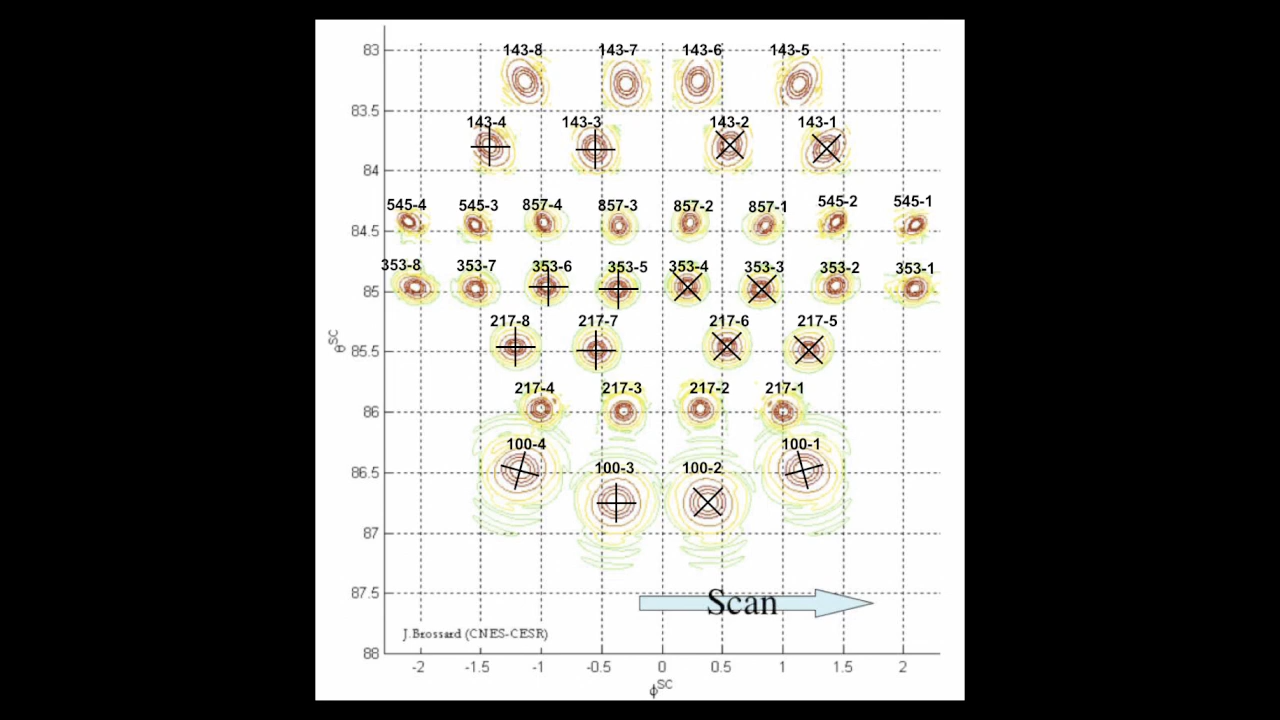 83
143-8 143-7 143-6 143-5
83.5
143-4 143-3 143-2 143-1
84
545-4 545-3 857-4 857-3 857-2 857-1 545-2 545-1
84.5
353-8 353-7 353-6 353-5 353-4 353-3 353-2 353-1
85
217-8 217-7 217-6 217-5
θSC
85.5
217-4 217-3 217-2 217-1
86
100-4 100-3 100-2 100-1
86.5
87
87.5
Scan
J.Brossard (CNES-CESR)
88
-2 -1.5 -1 -0.5 0 0.5 1 1.5 2
ϕSC